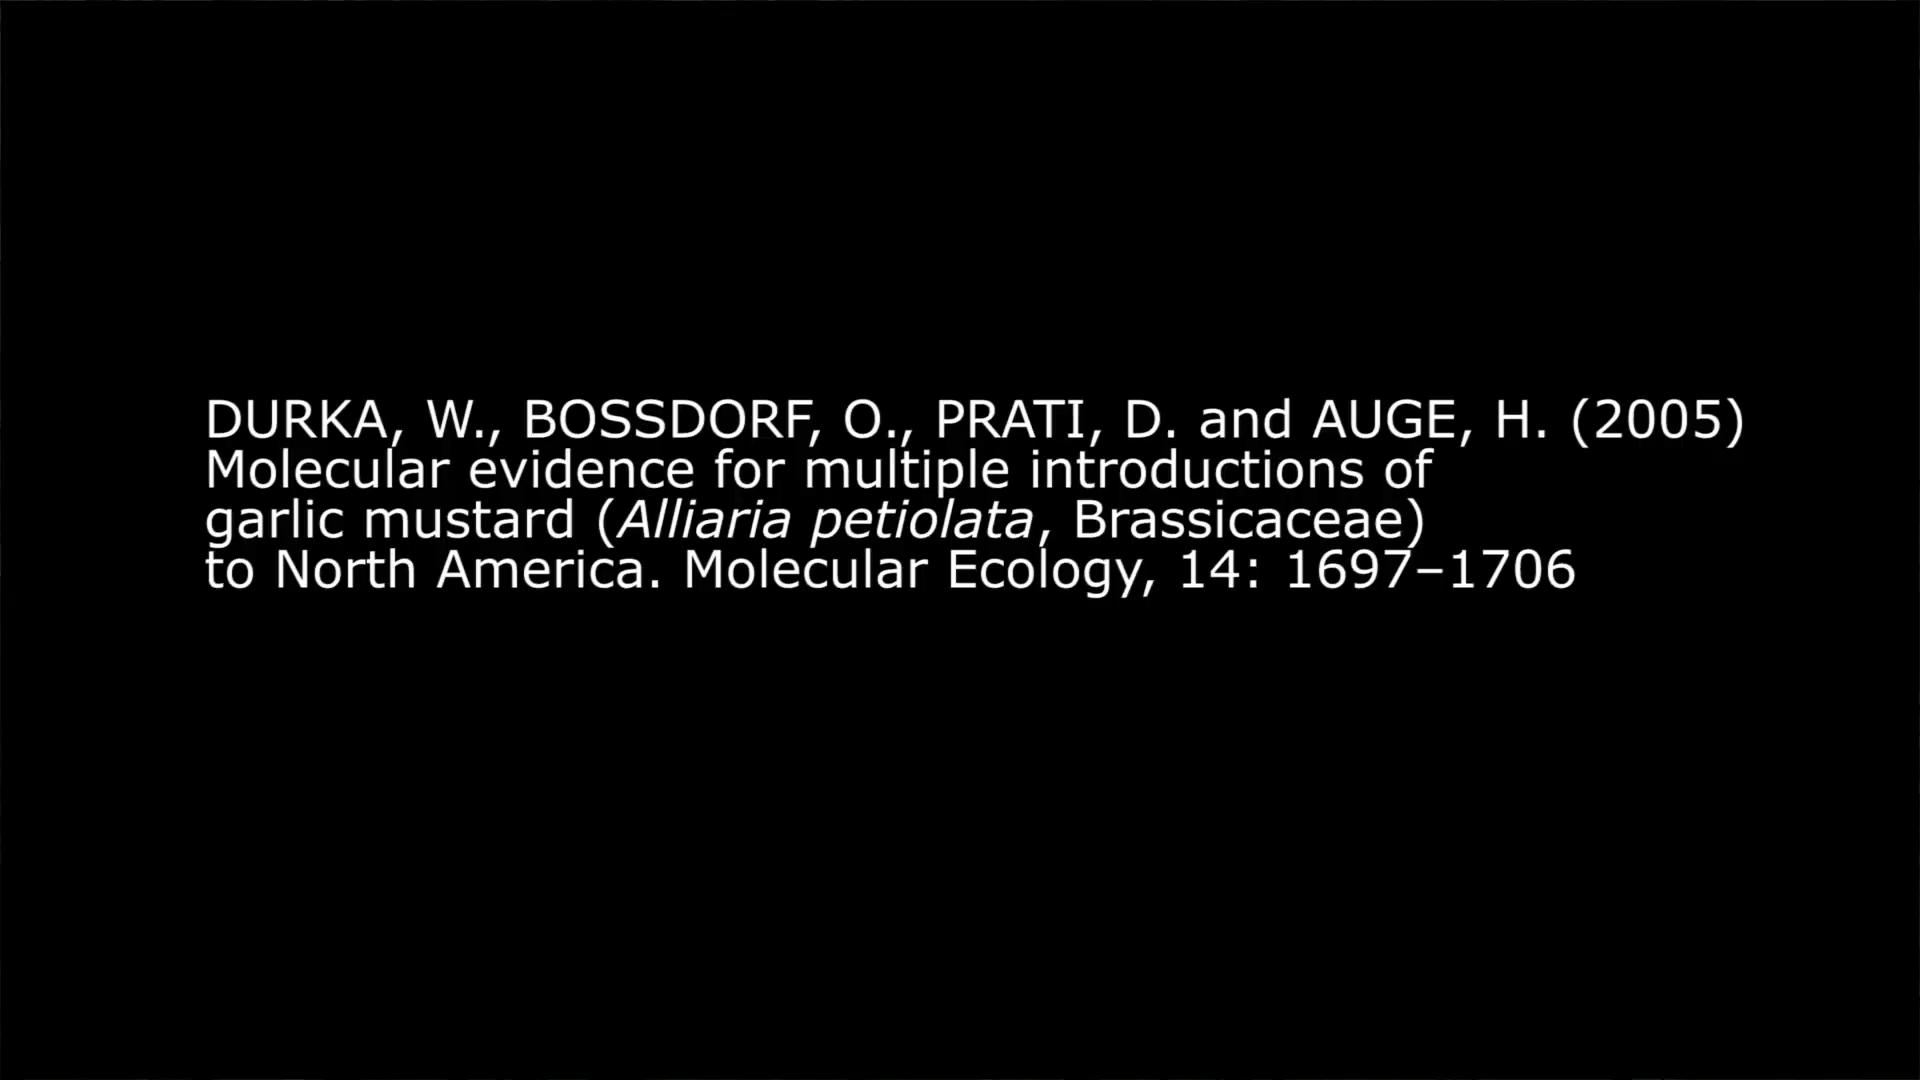 DURKA, W., BOSSDORF, O., PRATI, D. and AUGE, H. (2005)
Molecular evidence for multiple introductions of
garlic mustard (Alliaria petiolata, Brassicaceae)
to North America. Molecular Ecology, 14: 1697–1706